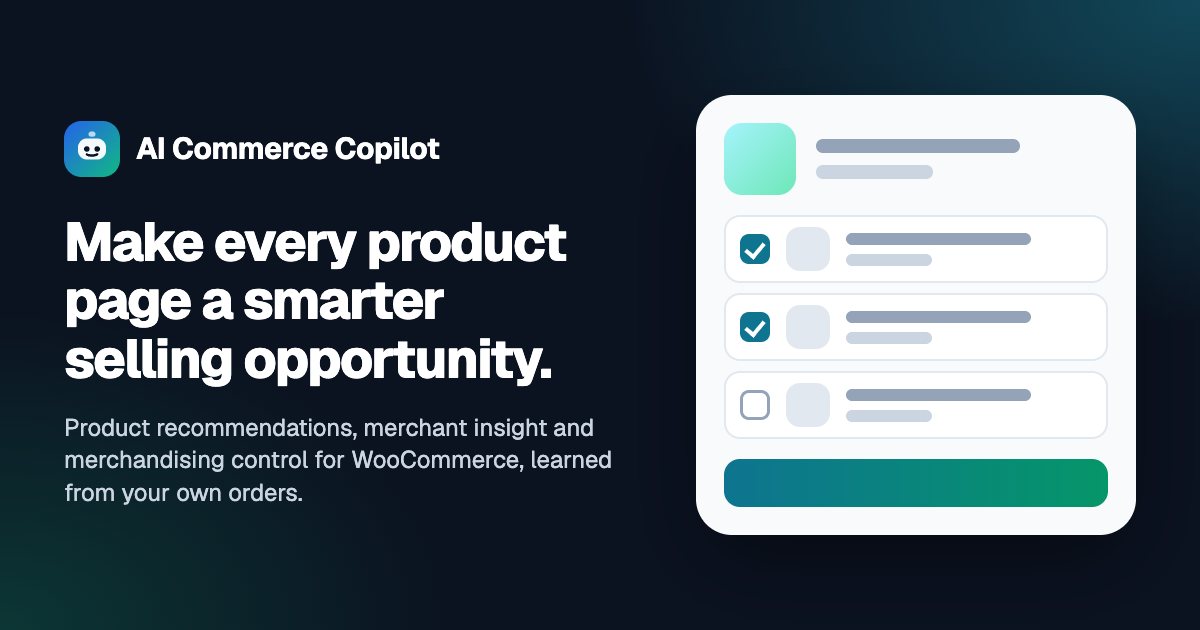 AI Commerce Copilot
Make every product
page a smarter
selling opportunity.
Product recommendations, merchant insight and
merchandising control for WooCommerce, learned
from your own orders.